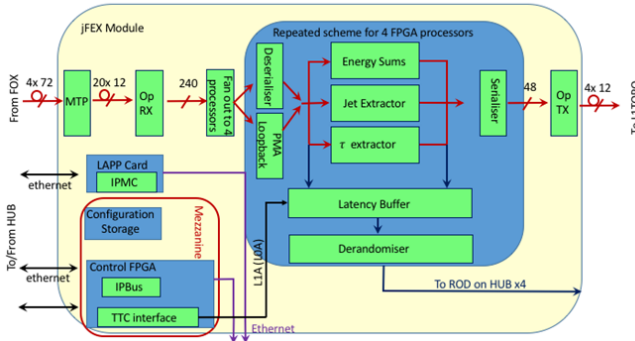 jFEX Module
Repeated scheme for 4 FPGA processors
From FOX
4x 72
MTP
20x 12
Op
RX
240
Fan out to 4
processors
Deserialiser
PMA
Loopback
Energy Sums
Jet Extractor
τ extractor
Serialiser
48
Op
TX
4x 12
LAPP Card
IPMC
ethernet
Configuration
Storage
Mezzanine
To/From HUB
ethernet
Control FPGA
IPBus
TTC interface
L1A(L0A)
Latency Buffer
Derandomiser
To ROD on HUB x4
Ethernet